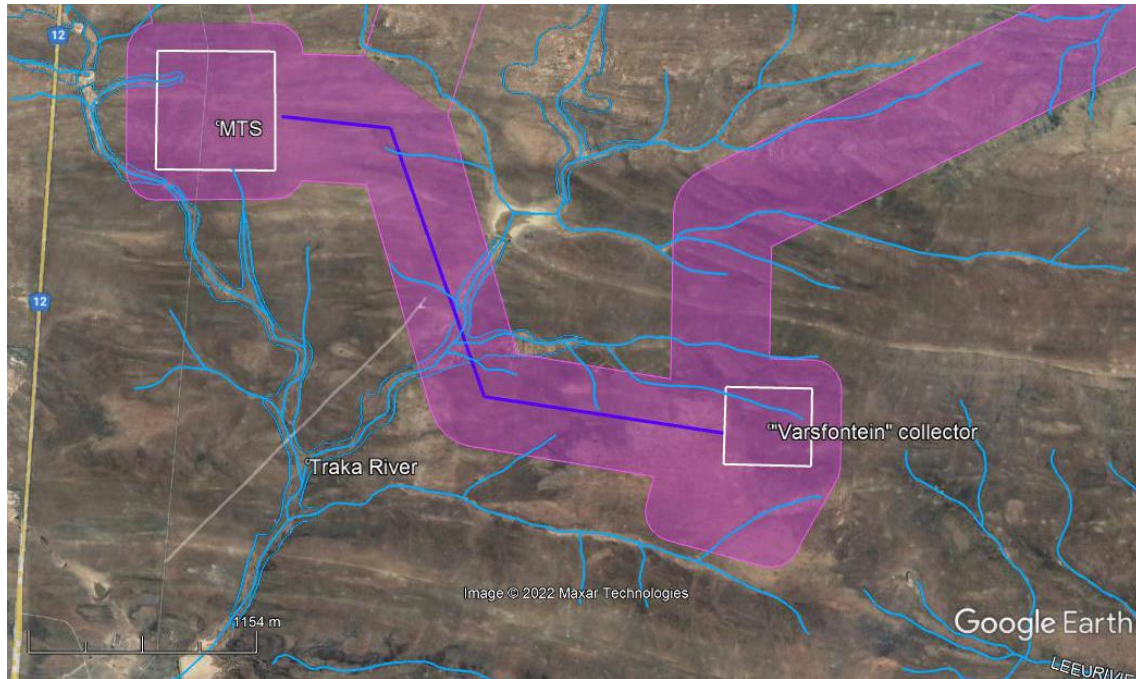 12
°MTS
12
°"Varsfontein" collector
°Traka River
Image © 2022 Maxar Technologies
1154 m
Google Earth
LEEURIVIE